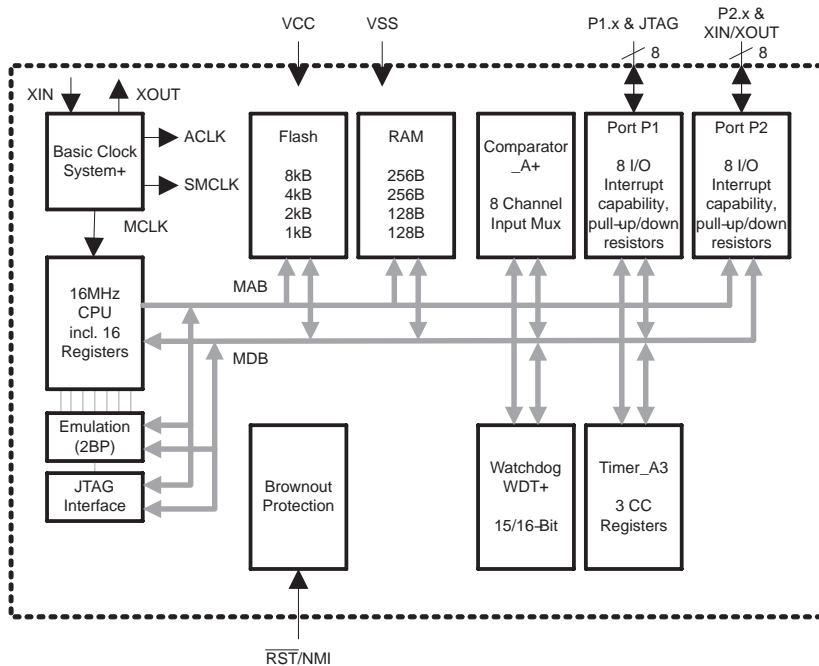 VCC
VSS
P1.x & JTAG
8
P2.x &
XIN/XOUT
8
XIN
XOUT
Basic Clock
System+
ACLK
SMCLK
MCLK
Flash
8kB
4kB
2kB
1kB
RAM
256B
256B
128B
128B
Comparator
_A+
8 Channel
Input Mux
Port P1
8 I/O
Interrupt
capability,
pull-up/down
resistors
Port P2
8 I/O
Interrupt
capability,
pull-up/down
resistors
16MHz
CPU
incl. 16
Registers
MAB
MDB
Emulation
(2BP)
JTAG
Interface
Brownout
Protection
Watchdog
WDT+
15/16-Bit
Timer_A3
3 CC
Registers
RST/NMI